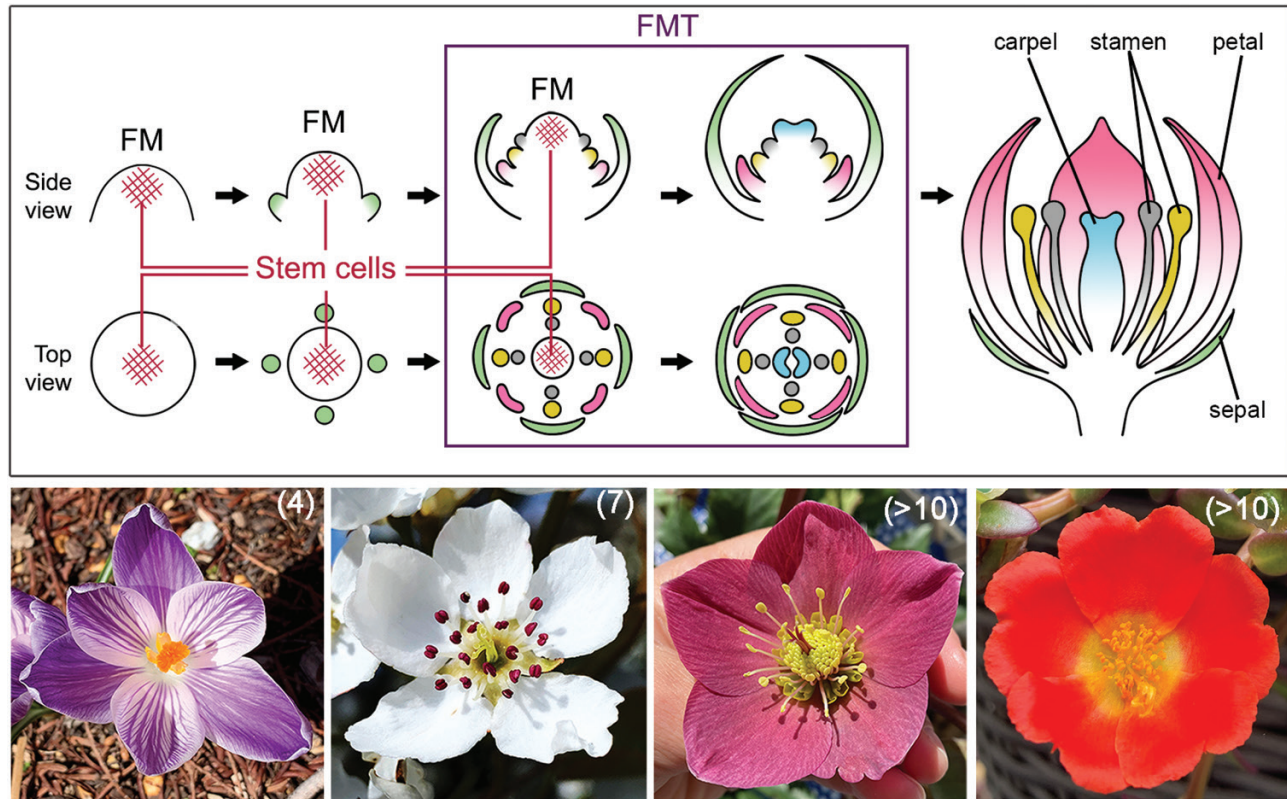 FMT
carpel
stamen
petal
FM
FM
FM
Side
view
Stem cells
Top
view
sepal
(4)
(7)
(>10)
(>10)